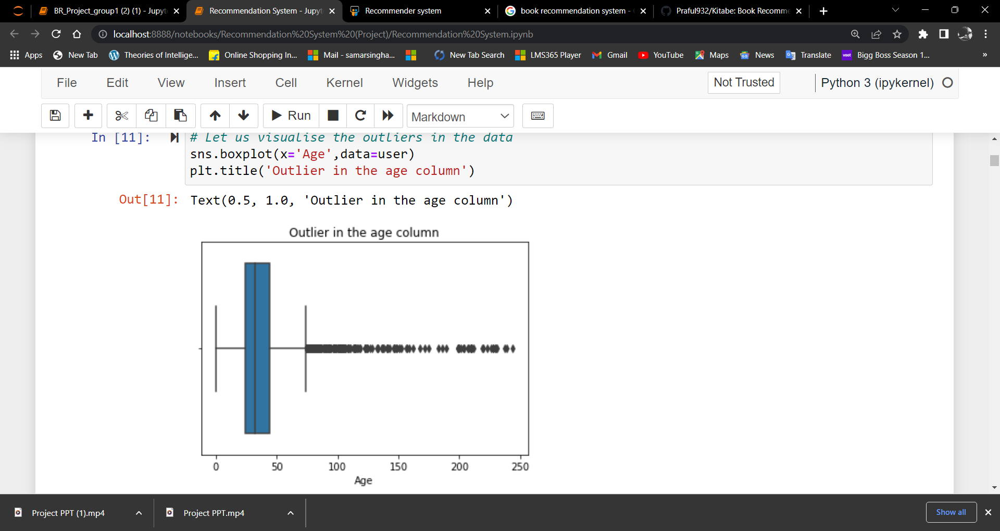 BR_Project_group1 (2) (1) - Jupyt
Recommendation System - Jupyt
Recommender system
book recommendation system -
Praful932/Kitabe: Book Recomm
localhost:8888/notebooks/Recommendation%20System%20(Project)/Recommendation%20System.ipynb
Apps
New Tab
Theories of Intellige...
Online Shopping In...
Mail - samarsingha...
New Tab Search
LMS365 Player
Gmail
YouTube
Maps
News
Translate
voot
Bigg Boss Season 1...
»
File Edit View Insert Cell Kernel Widgets Help
Not Trusted
Python 3 (ipykernel)
Run
Markdown
In [11]:
# Let us visualise the outliers in the data
sns.boxplot(x='Age',data=user)
plt.title('Outlier in the age column')
Out[11]: Text(0.5, 1.0, 'Outlier in the age column')
Outlier in the age column
0 50 100 150 200 250
Age
Project PPT (1).mp4
Project PPT.mp4
Show all